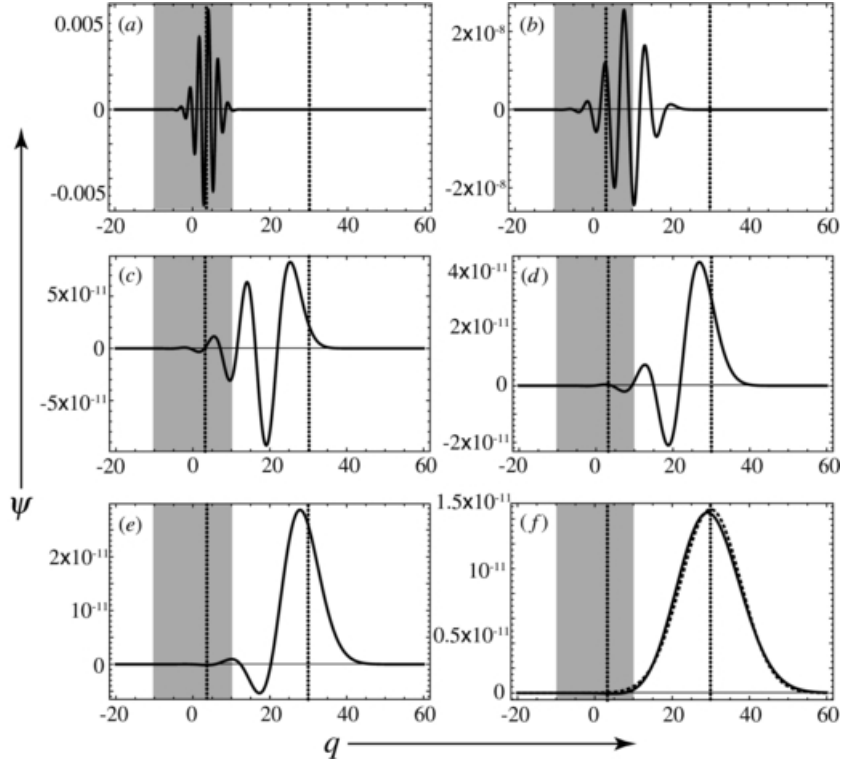 (a)
0.005
0
-0.005
-20 0 20 40 60
(b)
2x10⁻⁸
0
-2x10⁻⁸
-20 0 20 40 60
(c)
5x10⁻¹¹
0
-5x10⁻¹¹
-20 0 20 40 60
(d)
4x10⁻¹¹
2x10⁻¹¹
0
-2x10⁻¹¹
-20 0 20 40 60
(e)
2x10⁻¹¹
10⁻¹¹
0
-20 0 20 40 60
(f)
1.5x10⁻¹¹
10⁻¹¹
0.5x10⁻¹¹
0
-20 0 20 40 60
ψ
q